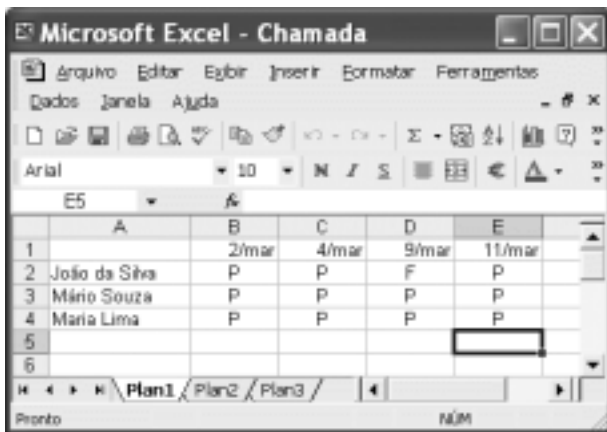 Microsoft Excel - Chamada
Arquivo Editar Exibir Inserir Formatar Ferramentas
Dados Janela Ajuda
Arial 10 N I S
E5 fx
A B C D E
1 2/mar 4/mar 9/mar 11/mar
2 João da Silva P P F P
3 Mário Souza P P P P
4 Maria Lima P P P P
5
6
Plan1 Plan2 Plan3
Pronto NÚM